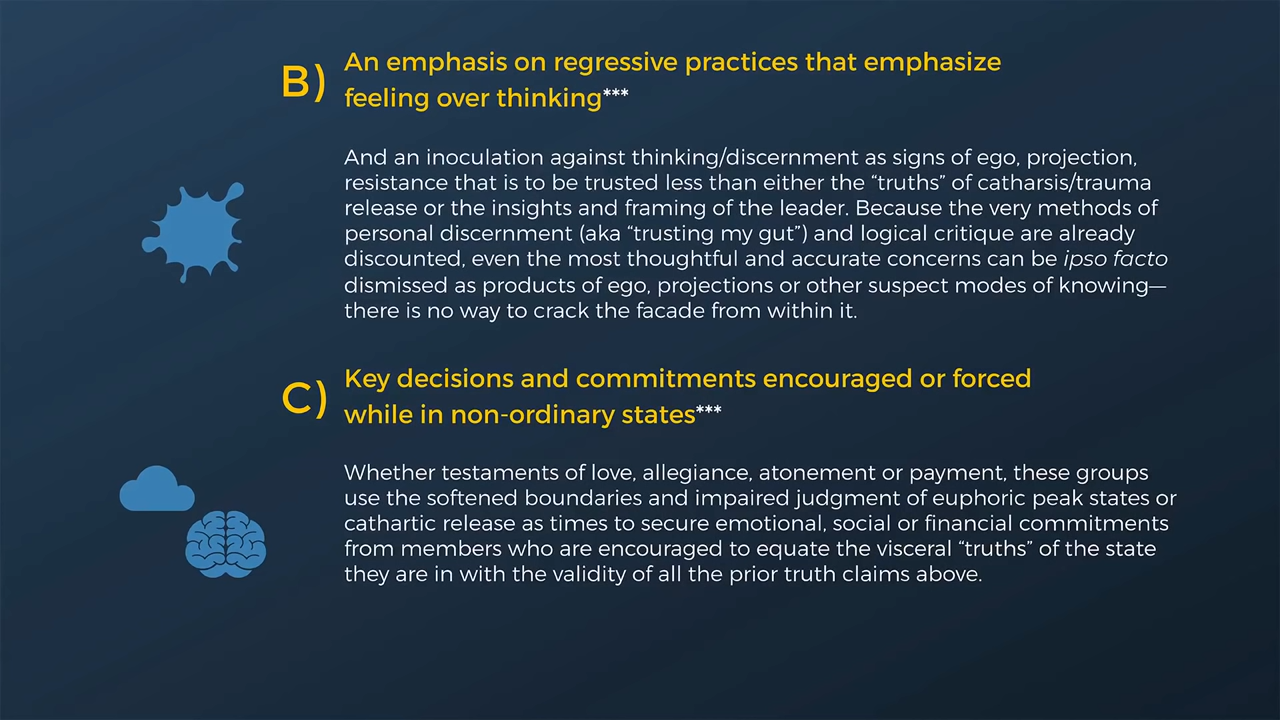 B) An emphasis on regressive practices that emphasize
feeling over thinking***
And an inoculation against thinking/discernment as signs of ego, projection,
resistance that is to be trusted less than either the “truths” of catharsis/trauma
release or the insights and framing of the leader. Because the very methods of
personal discernment (aka “trusting my gut”) and logical critique are already
discounted, even the most thoughtful and accurate concerns can be ipso facto
dismissed as products of ego, projections or other suspect modes of knowing—
there is no way to crack the facade from within it.
C) Key decisions and commitments encouraged or forced
while in non-ordinary states***
Whether testaments of love, allegiance, atonement or payment, these groups
use the softened boundaries and impaired judgment of euphoric peak states or
cathartic release as times to secure emotional, social or financial commitments
from members who are encouraged to equate the visceral “truths” of the state
they are in with the validity of all the prior truth claims above.